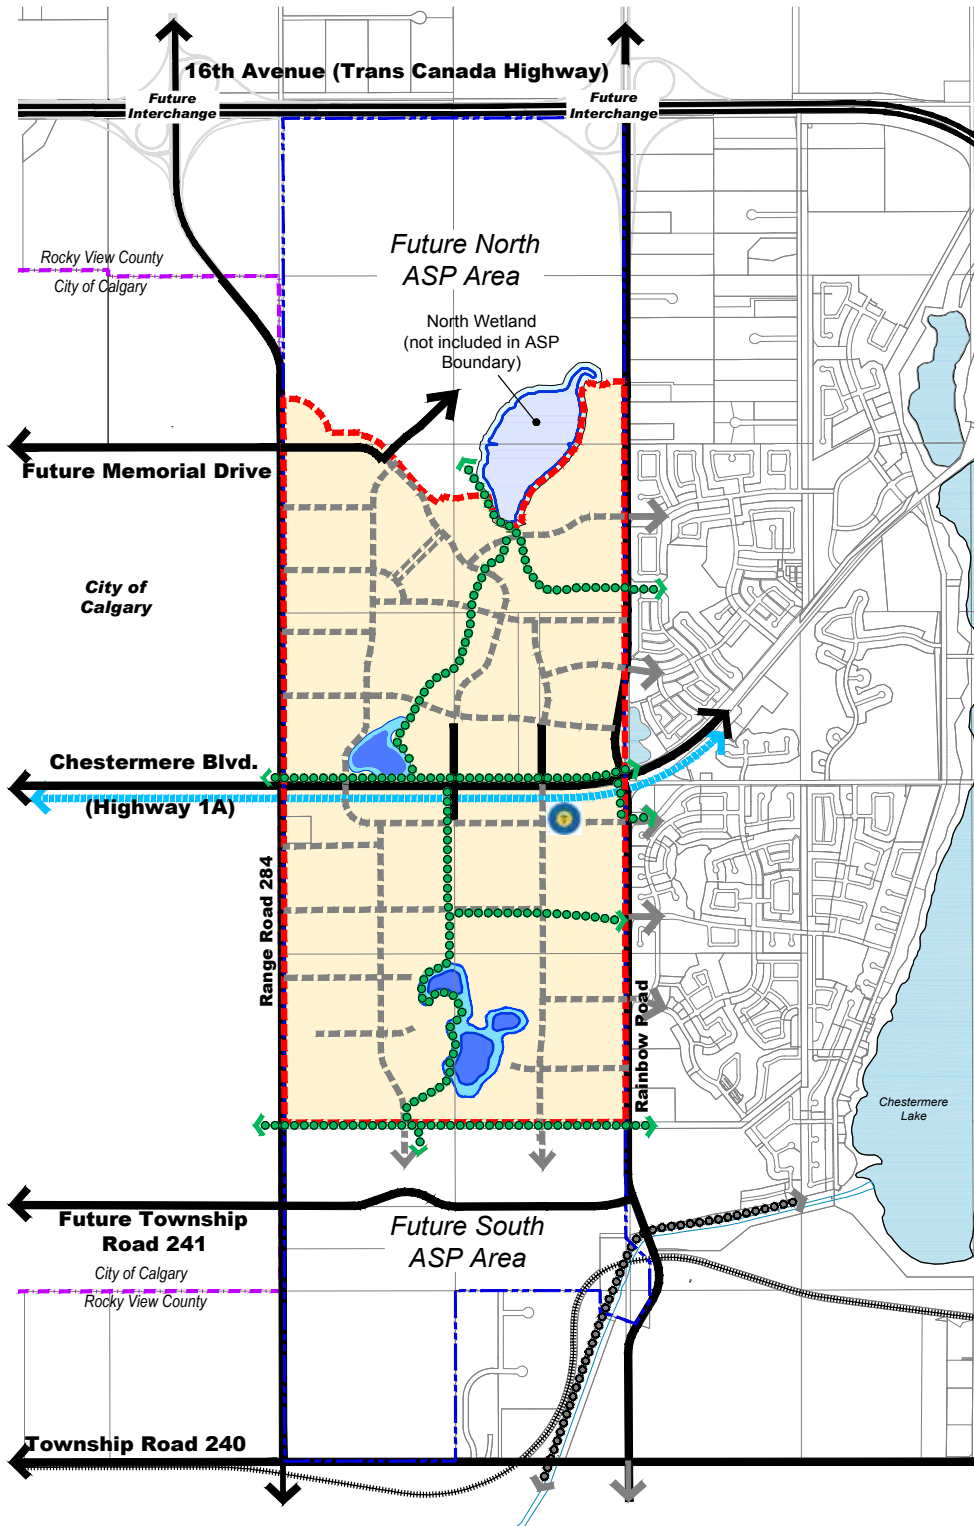 16th Avenue (Trans Canada Highway)
Future
Interchange
Future
Interchange
Future North
ASP Area
Rocky View County
City of Calgary
North Wetland
(not included in ASP
Boundary)
Future Memorial Drive
City of
Calgary
Chestermere Blvd.
(Highway 1A)
Range Road 284
Rainbow Road
Chestermere
Lake
Future Township
Road 241
Future South
ASP Area
City of Calgary
Rocky View County
Township Road 240